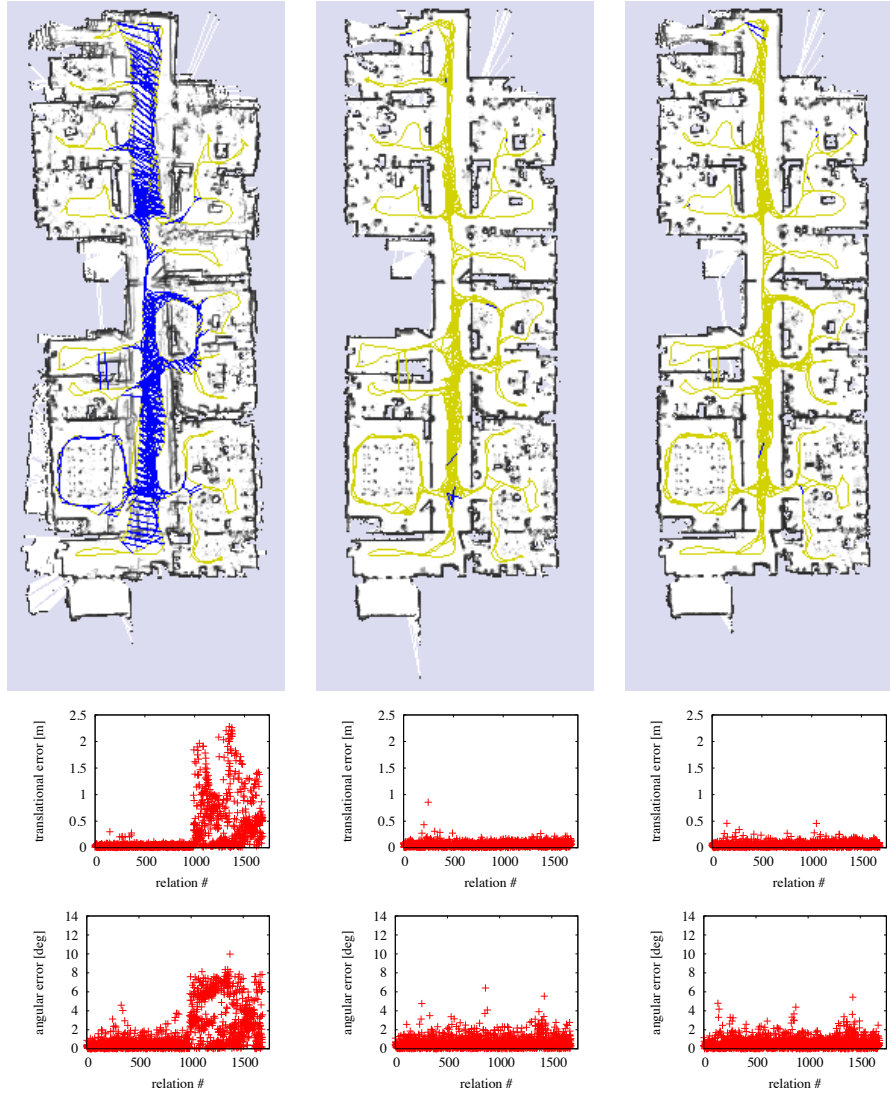 2.5 2.5 2.5
2 2 2
1.5 1.5 1.5
1 1 1
0.5 0.5 0.5
0 0 0
translational error [m] translational error [m] translational error [m]
0 500 1000 1500 0 500 1000 1500 0 500 1000 1500
relation # relation # relation #
14 14 14
12 12 12
10 10 10
8 8 8
6 6 6
4 4 4
2 2 2
0 0 0
angular error [deg] angular error [deg] angular error [deg]
0 500 1000 1500 0 500 1000 1500 0 500 1000 1500
relation # relation # relation #